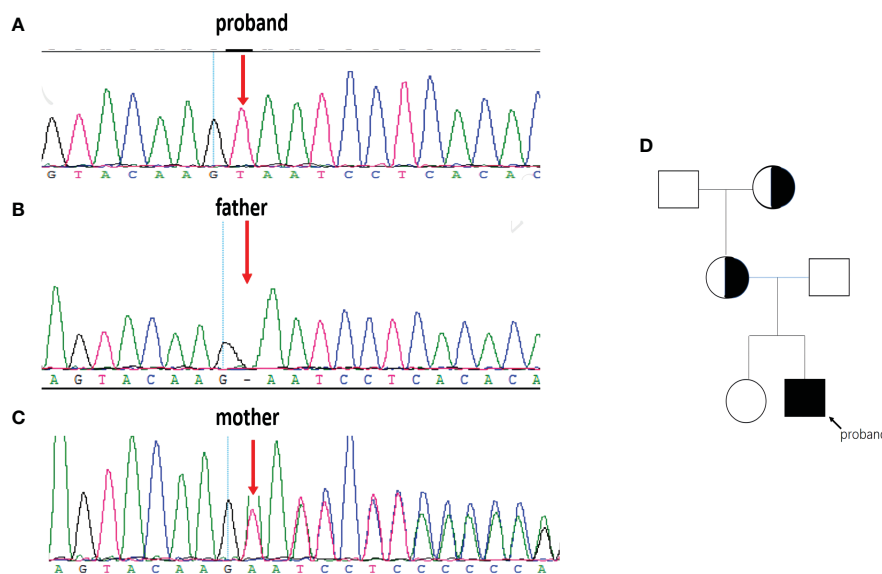 A
proband
G T A C A A G T A A T C C T C A C A C
B
father
A G T A C A A G - A A T C C T C A C A C A
C
mother
A G T A C A A G A A T C C T C C C C C C A
D
proband